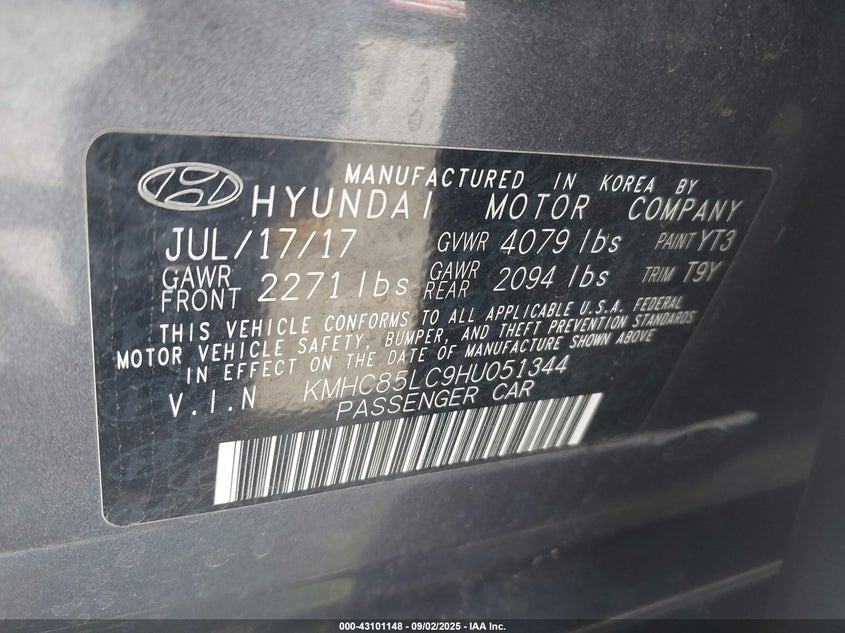 MANUFACTURED IN KOREA BY
HYUNDAI MOTOR COMPANY
JUL/17/17 GVWR 4079 lbs PAINT YT3
GAWR FRONT 2271 lbs GAWR REAR 2094 lbs TRIM T9Y
THIS VEHICLE CONFORMS TO ALL APPLICABLE U.S.A. FEDERAL
MOTOR VEHICLE SAFETY, BUMPER, AND THEFT PREVENTION STANDARDS
IN EFFECT ON THE DATE OF MANUFACTURE SHOWN ABOVE
V.I.N KMHC85LC9HU051344
PASSENGER CAR
000-43101148 - 09/02/2025 - IAA Inc.